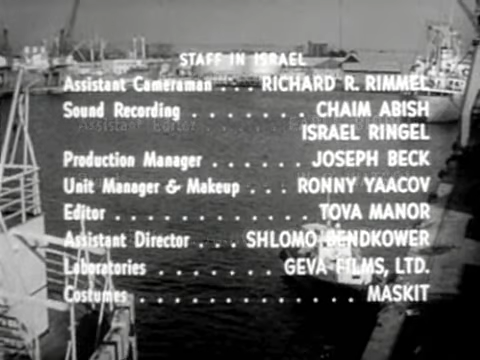 STAFF IN ISRAEL
Assistant Cameraman . . . RICHARD R. RIMMEL
Sound Recording . . . . . . . CHAIM ABISH
ISRAEL RINGEL
Production Manager . . . . . . JOSEPH BECK
Unit Manager & Makeup . . . RONNY YAACOV
Editor . . . . . . . . . . . . TOVA MANOR
Assistant Director . . . SHLOMO BENDKOWER
Laboratories . . . . . . . GEVA FILMS, LTD.
Costumes . . . . . . . . . . . . . . MASKIT